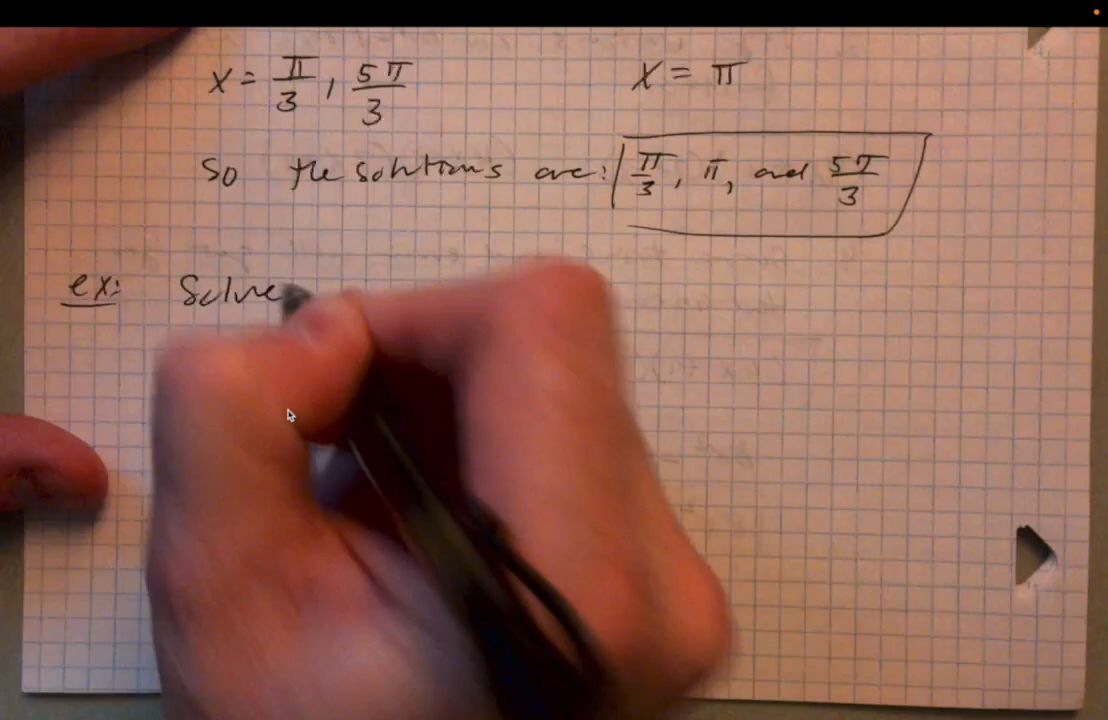 x = π/3, 5π/3 x = π
So the solutions are: π/3, π, and 5π/3
ex: Solve